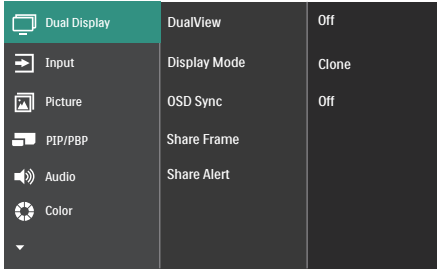 Dual Display DualView Off
Input Display Mode Clone
Picture OSD Sync Off
PIP/PBP Share Frame
Audio Share Alert
Color